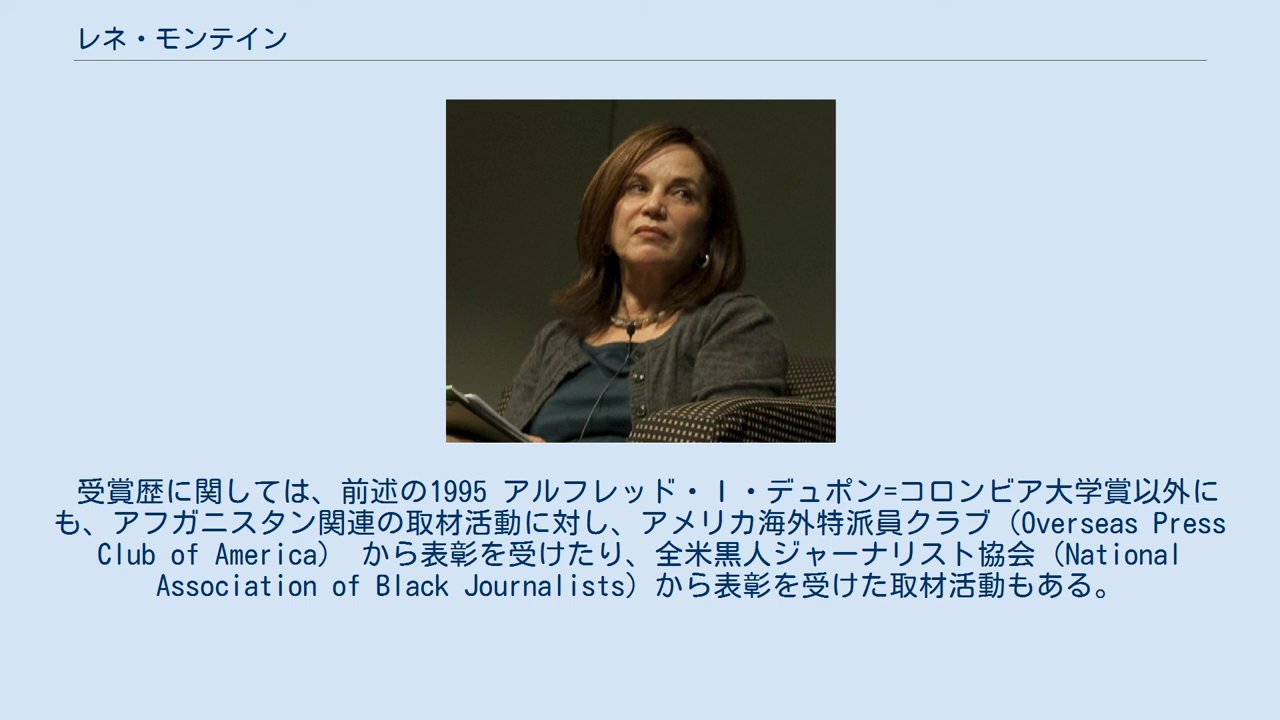 レネ・モンテイン
受賞歴に関しては、前述の1995 アルフレッド・Ｉ・デュポン=コロンビア大学賞以外に
も、アフガニスタン関連の取材活動に対し、アメリカ海外特派員クラブ（Overseas Press
Club of America） から表彰を受けたり、全米黒人ジャーナリスト協会（National
Association of Black Journalists）から表彰を受けた取材活動もある。